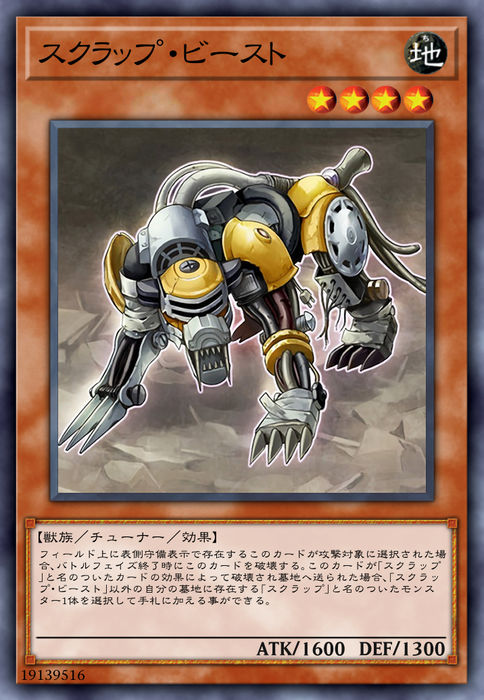 スクラップ・ビースト
ち
地
【獣族／チューナー／効果】
フィールド上に表側守備表示で存在するこのカードが攻撃対象に選択された場
合、バトルフェイズ終了時にこのカードを破壊する。このカードが「スクラップ
」と名のついたカードの効果によって破壊され墓地へ送られた場合、「スクラッ
プ・ビースト」以外の自分の墓地に存在する「スクラップ」と名のついたモンス
ター1体を選択して手札に加える事ができる。
ATK/1600 DEF/1300
19139516